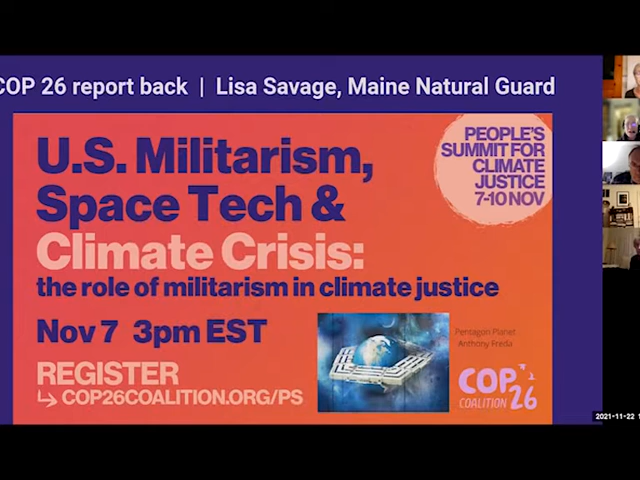 COP 26 report back | Lisa Savage, Maine Natural Guard
U.S. Militarism,
Space Tech &
Climate Crisis:
the role of militarism in climate justice
Nov 7 3pm EST
REGISTER
↳ COP26COALITION.ORG/PS
PEOPLE'S
SUMMIT FOR
CLIMATE
JUSTICE
7-10 NOV
Pentagon Planet
Anthony Freda
COP
COALITION 26
2021-11-22